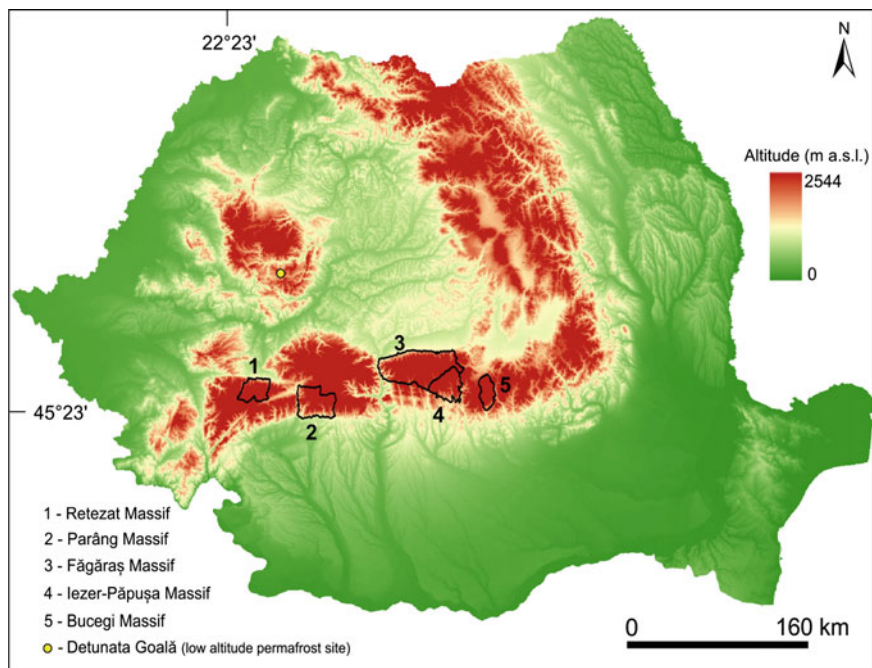 22°23'
N
Altitude (m a.s.l.)
2544
0
3
1
5
4
45°23'
2
1 - Retezat Massif
2 - Parâng Massif
3 - Făgăraș Massif
4 - Iezer-Păpușa Massif
5 - Bucegi Massif
- Detunata Goală (low altitude permafrost site)
0 160 km